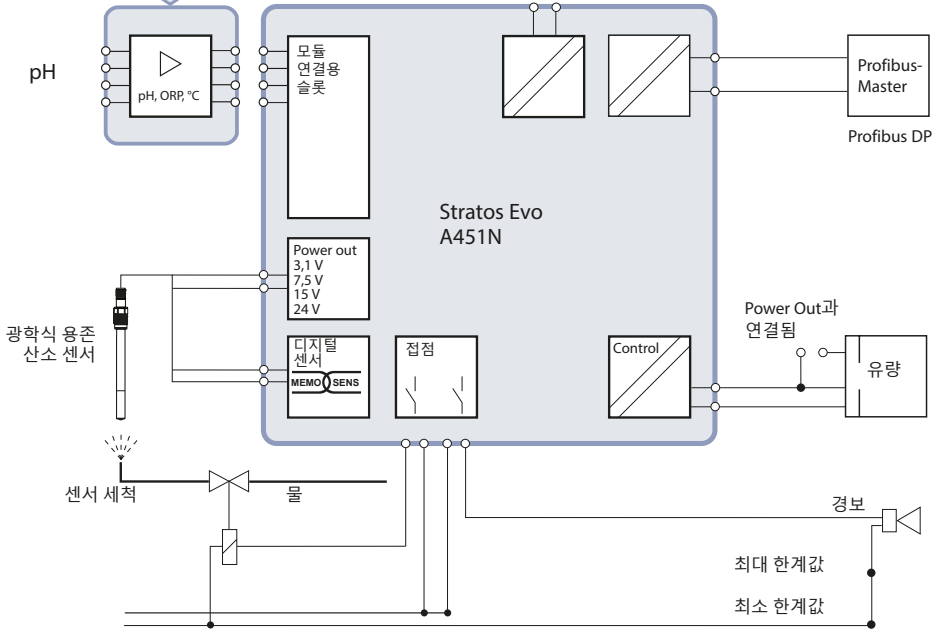 pH
pH, ORP, °C
모듈
연결용
슬롯
Profibus-
Master
Profibus DP
Stratos Evo
A451N
Power out
3,1 V
7,5 V
15 V
24 V
광학식 용존
산소 센서
디지털
센서
MEMO SENS
접점
Control
Power Out과
연결됨
유량
센서 세척
물
경보
최대 한계값
최소 한계값